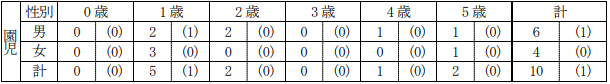 園児 性別 0歳 1歳 2歳 3歳 4歳 5歳 計
男 0 (0) 2 (1) 2 (0) 0 (0) 1 (0) 1 (0) 6 (1)
女 0 (0) 3 (0) 0 (0) 0 (0) 0 (0) 1 (0) 4 (0)
計 0 (0) 5 (1) 2 (0) 0 (0) 1 (0) 2 (0) 10 (1)